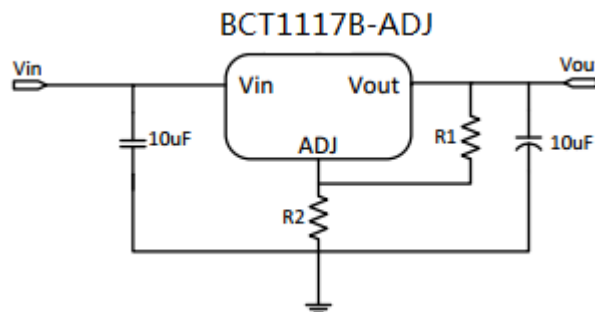 BCT1117B-ADJ
Vin
Vin
Vout
Vou
ADJ
10uF
R1
10uF
R2